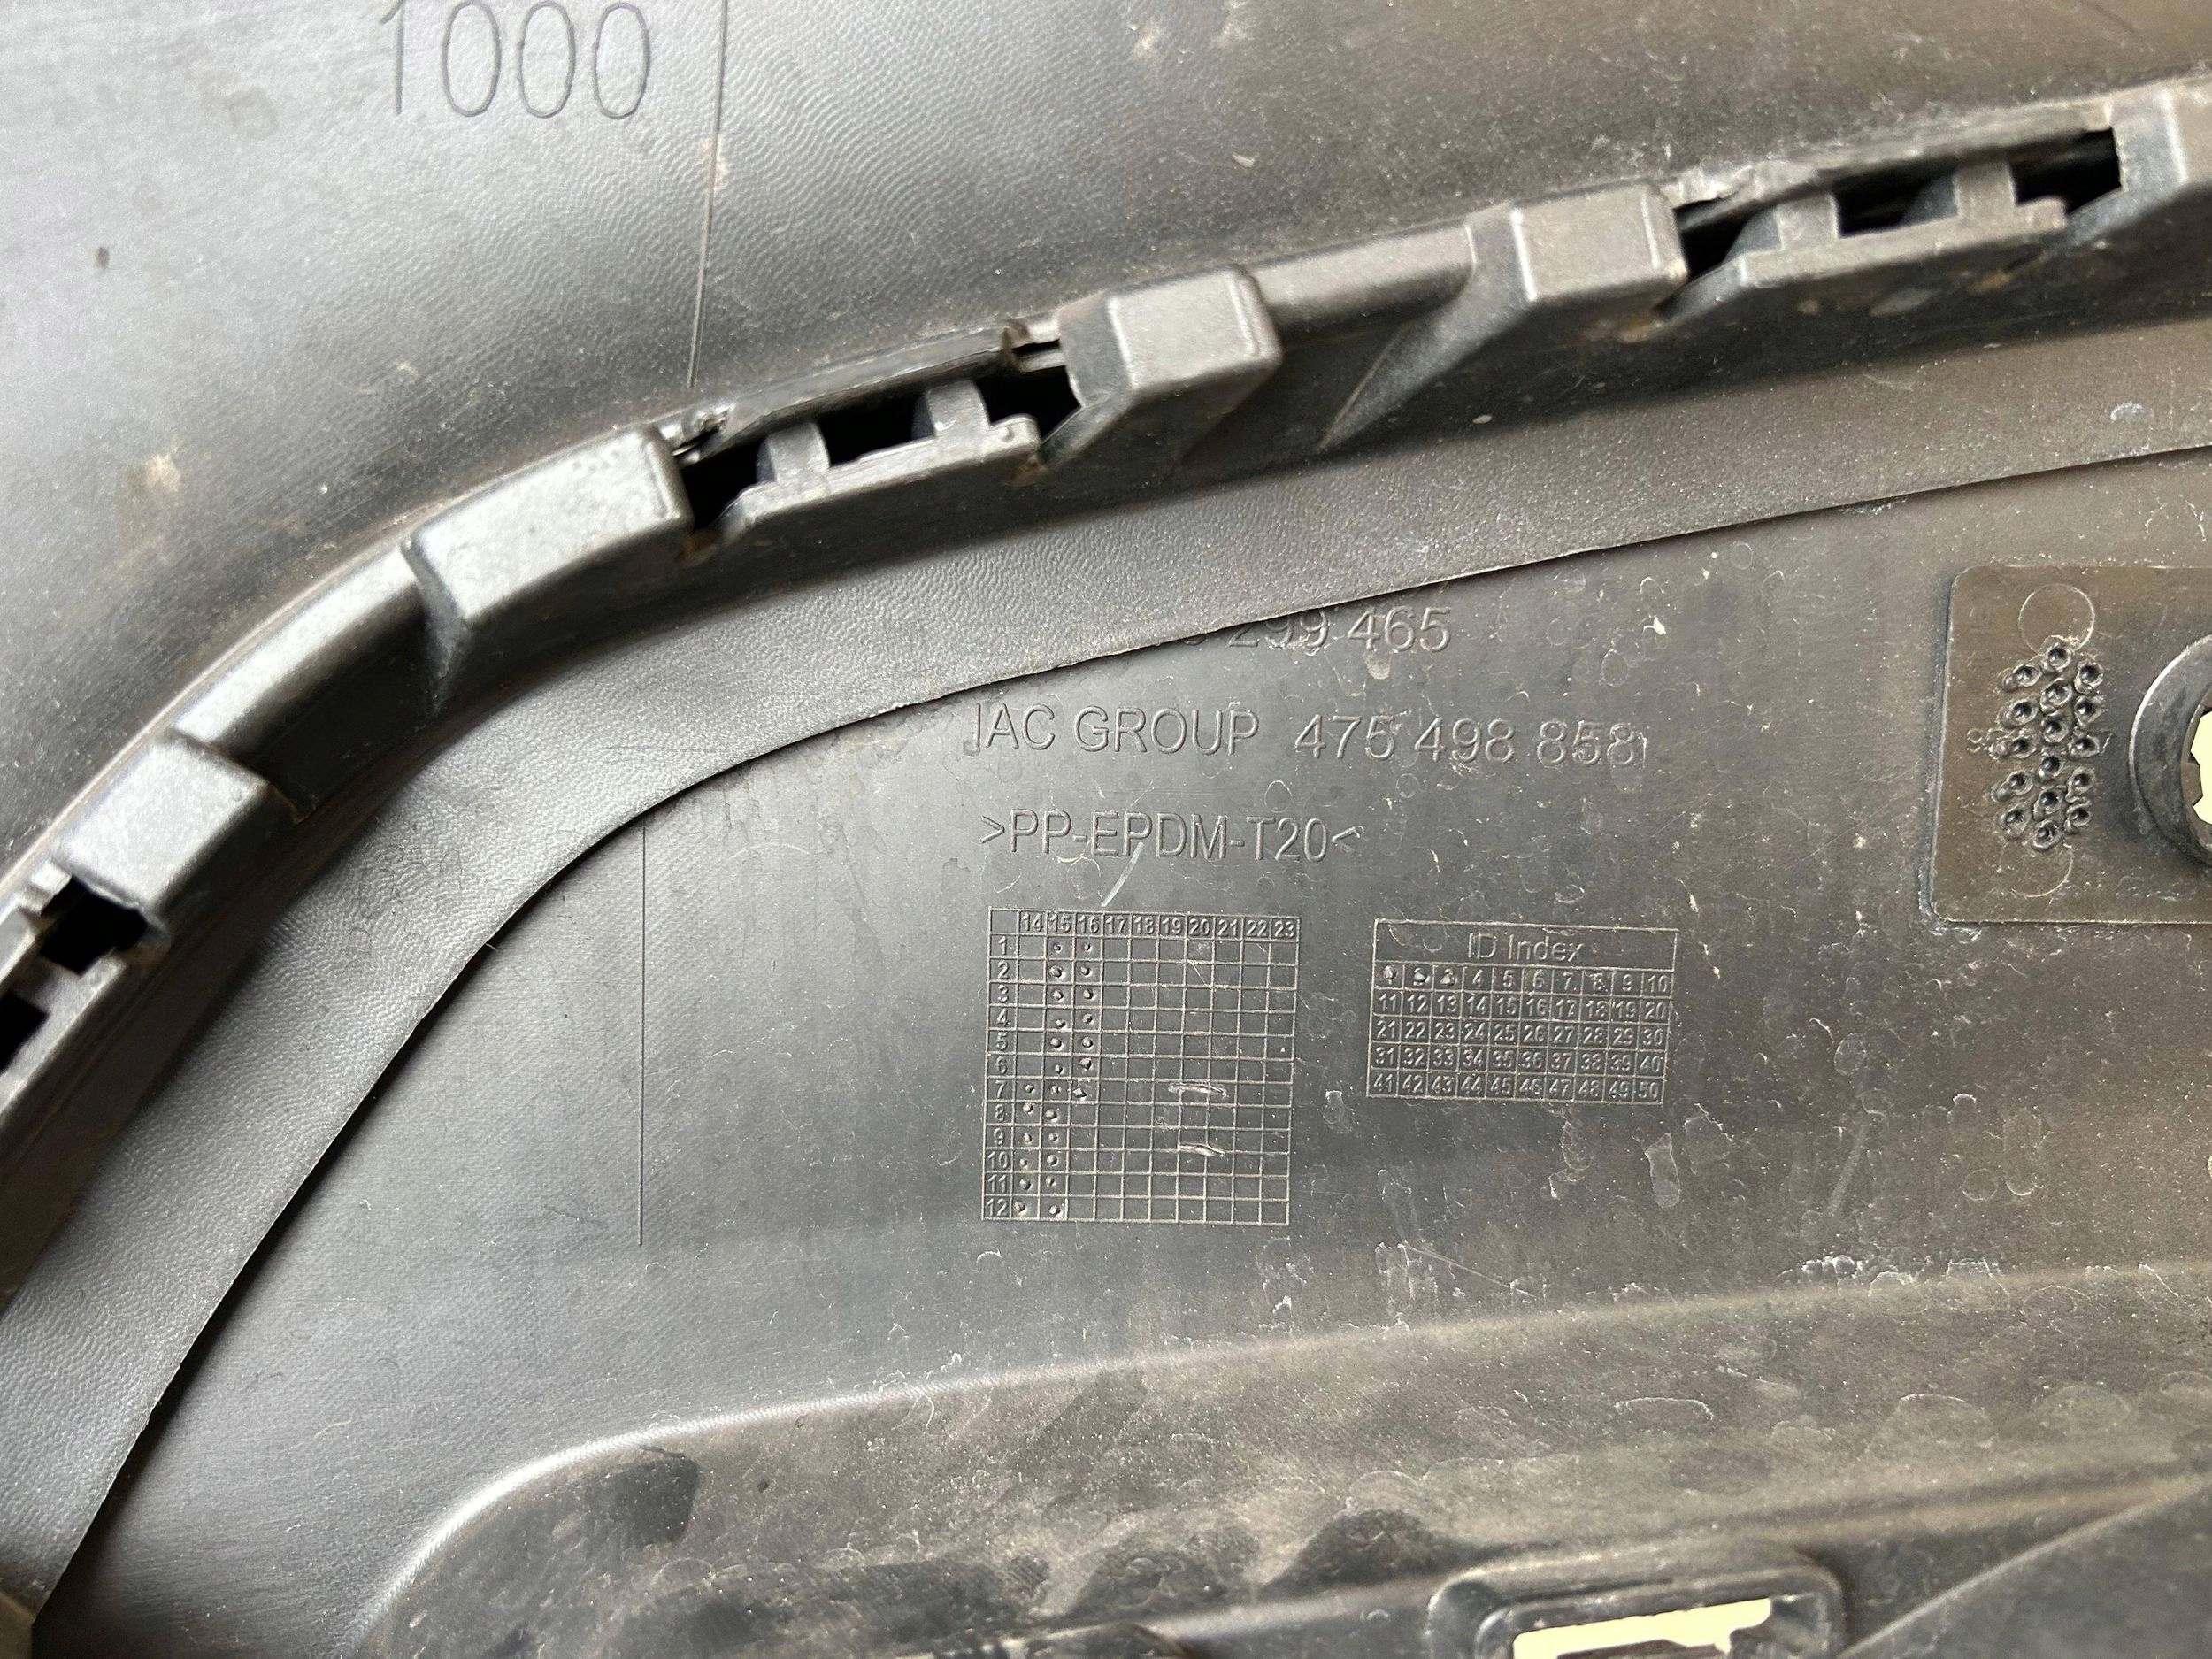 1000
299 465
JAC GROUP 475 498 858
>PP-EPDM-T20<
14 15 16 17 18 19 20 21 22 23
1
2
3
4
5
6
7
8
9
10
11
12
ID Index
4 5 6 7 8 9 10
11 12 13 14 15 16 17 18 19 20
21 22 23 24 25 26 27 28 29 30
31 32 33 34 35 36 37 38 39 40
41 42 43 44 45 46 47 48 49 50